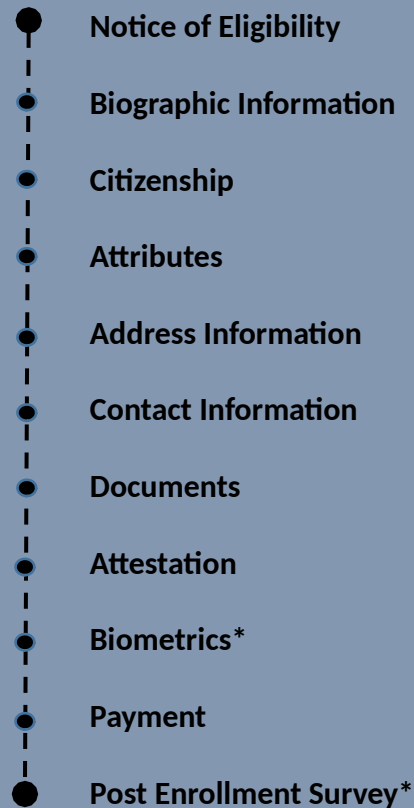 Notice of Eligibility
Biographic Information
Citizenship
Attributes
Address Information
Contact Information
Documents
Attestation
Biometrics*
Payment
Post Enrollment Survey*